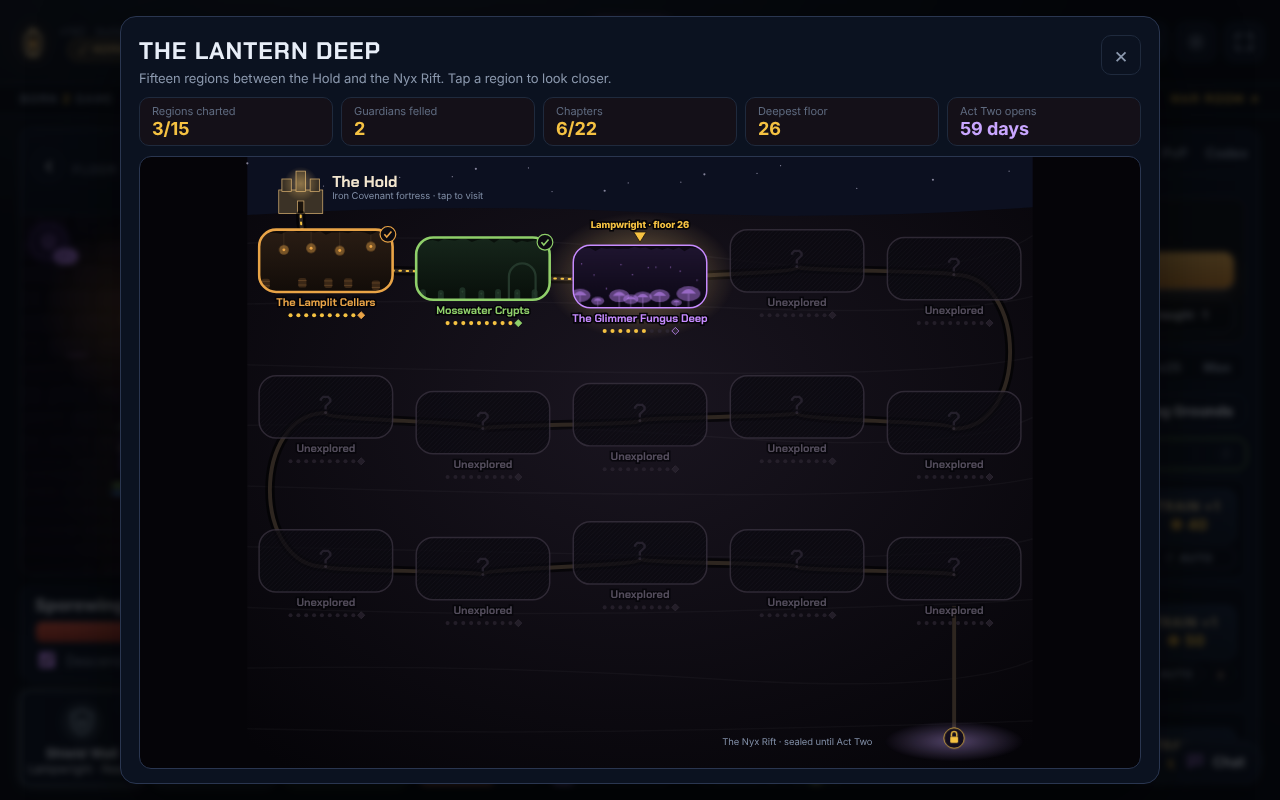 THE LANTERN DEEP
Fifteen regions between the Hold and the Nyx Rift. Tap a region to look closer.
Regions charted
3/15
Guardians felled
2
Chapters
6/22
Deepest floor
26
Act Two opens
59 days
The Hold
Iron Covenant fortress · tap to visit
Lampwright · floor 26
?
?
The Lamplit Cellars
Mosswater Crypts
The Glimmer Fungus Deep
Unexplored
Unexplored
?
?
?
?
?
Unexplored
Unexplored
Unexplored
Unexplored
Unexplored
?
?
?
?
?
Unexplored
Unexplored
Unexplored
Unexplored
Unexplored
The Nyx Rift · sealed until Act Two
Chat